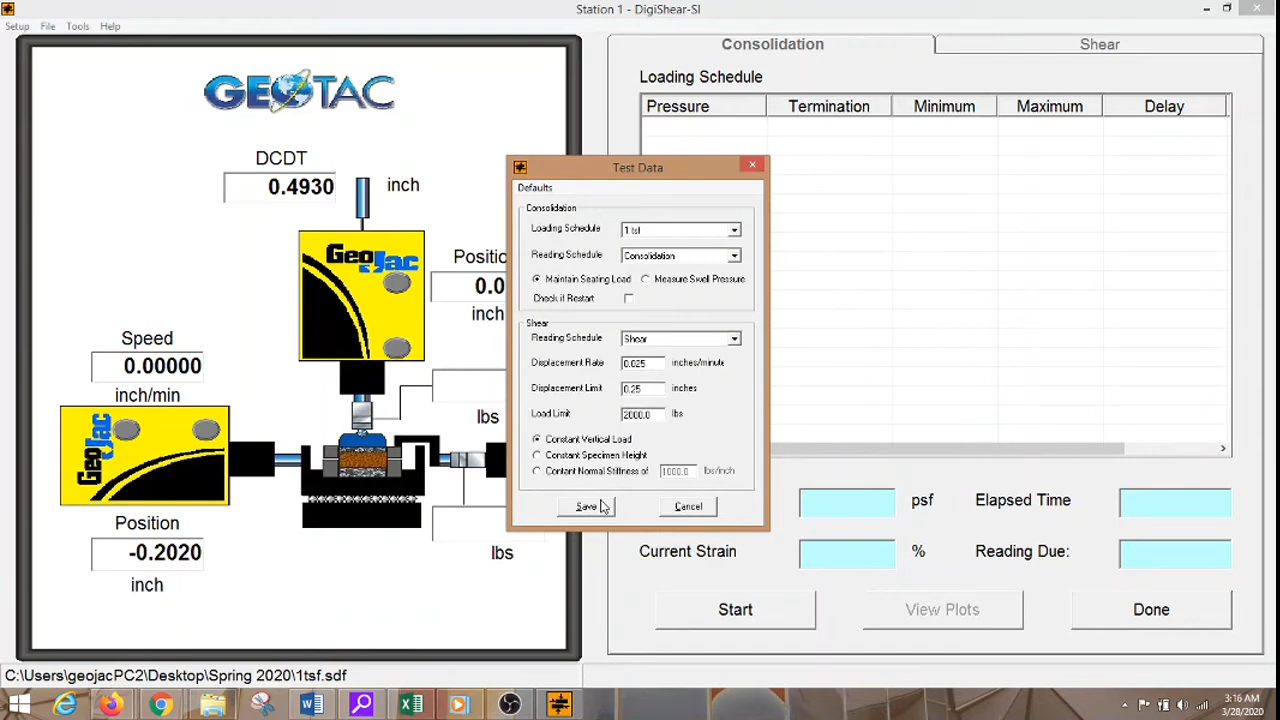 Station 1 - DigiShear-SI
Setup File Tools Help
GEOTAC
DCDT
0.4930 inch
GeoJac
Positio
0.0
inch
Speed
0.00000
inch/min
lbs
GeoJac
Position
-0.2020
inch
lbs
Consolidation Shear
Loading Schedule
Pressure Termination Minimum Maximum Delay
Test Data
Defaults
Consolidation
Loading Schedule 1 tsf
Reading Schedule Consolidation
Maintain Seating Load Measure Swell Pressure
Check if Restart
Shear
Reading Schedule Shear
Displacement Rate 0.025 inches/minute
Displacement Limit 0.25 inches
Load Limit 2000.0 lbs
Constant Vertical Load
Constant Specimen Height
Contant Normal Stiffness of 1000.0 lbs/inch
Save Cancel
psf Elapsed Time
Current Strain % Reading Due:
Start View Plots Done
C:\Users\geojacPC2\Desktop\Spring 2020\1tsf.sdf
3:16 AM
3/28/2020